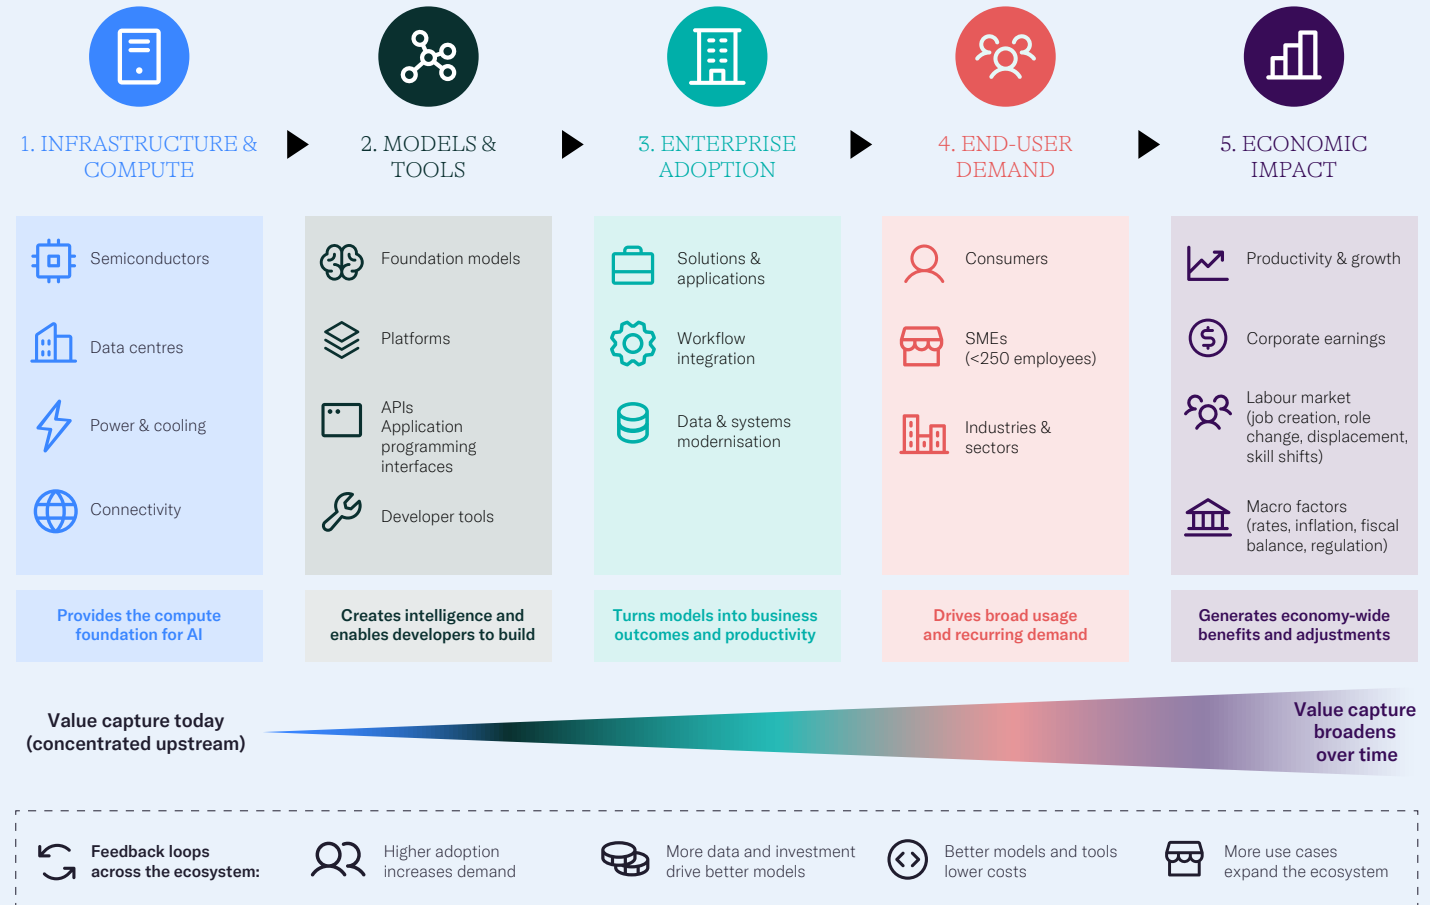 1. INFRASTRUCTURE &
COMPUTE
2. MODELS &
TOOLS
3. ENTERPRISE
ADOPTION
4. END-USER
DEMAND
5. ECONOMIC
IMPACT
Semiconductors
Data centres
Power & cooling
Connectivity
Foundation models
Platforms
APIs
Application
programming
interfaces
Developer tools
Solutions &
applications
Workflow
integration
Data & systems
modernisation
Consumers
SMEs
(<250 employees)
Industries &
sectors
Productivity & growth
Corporate earnings
Labour market
(job creation, role
change, displacement,
skill shifts)
Macro factors
(rates, inflation, fiscal
balance, regulation)
Provides the compute
foundation for AI
Creates intelligence and
enables developers to build
Turns models into business
outcomes and productivity
Drives broad usage
and recurring demand
Generates economy-wide
benefits and adjustments
Value capture today
(concentrated upstream)
Value capture
broadens
over time
Feedback loops
across the ecosystem:
Higher adoption
increases demand
More data and investment
drive better models
Better models and tools
lower costs
More use cases
expand the ecosystem